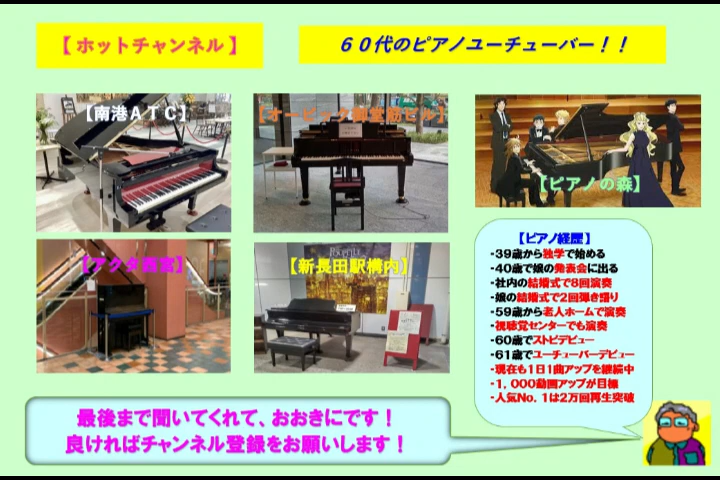 【ホットチャンネル】
６０代のピアノユーチューバー！！
【南港ＡＴＣ】
【オービック御堂筋ビル】
【ピアノの森】
【アクタ西宮】
【新長田駅構内】
【ピアノ経歴】
・39歳から独学で始める
・40歳で娘の発表会に出る
・社内の結婚式で8回演奏
・娘の結婚式で2回弾き語り
・59歳から老人ホームで演奏
・視聴覚センターでも演奏
・60歳でストピデビュー
・61歳でユーチューバーデビュー
・現在も1日1曲アップを継続中
・1，000動画アップが目標
・人気No．1は2万回再生突破
最後まで聞いてくれて、おおきにです！
良ければチャンネル登録をお願いします！